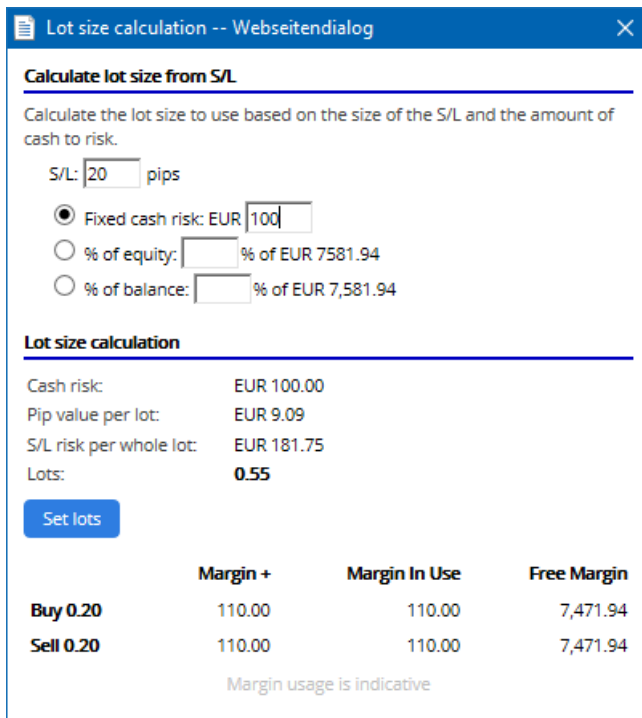 Lot size calculation -- Webseitendialog
Calculate lot size from S/L
Calculate the lot size to use based on the size of the S/L and the amount of
cash to risk.
S/L: 20 pips
Fixed cash risk: EUR 100
% of equity: % of EUR 7581.94
% of balance: % of EUR 7,581.94
Lot size calculation
Cash risk: EUR 100.00
Pip value per lot: EUR 9.09
S/L risk per whole lot: EUR 181.75
Lots: 0.55
Set lots
Margin + Margin In Use Free Margin
Buy 0.20 110.00 110.00 7,471.94
Sell 0.20 110.00 110.00 7,471.94
Margin usage is indicative